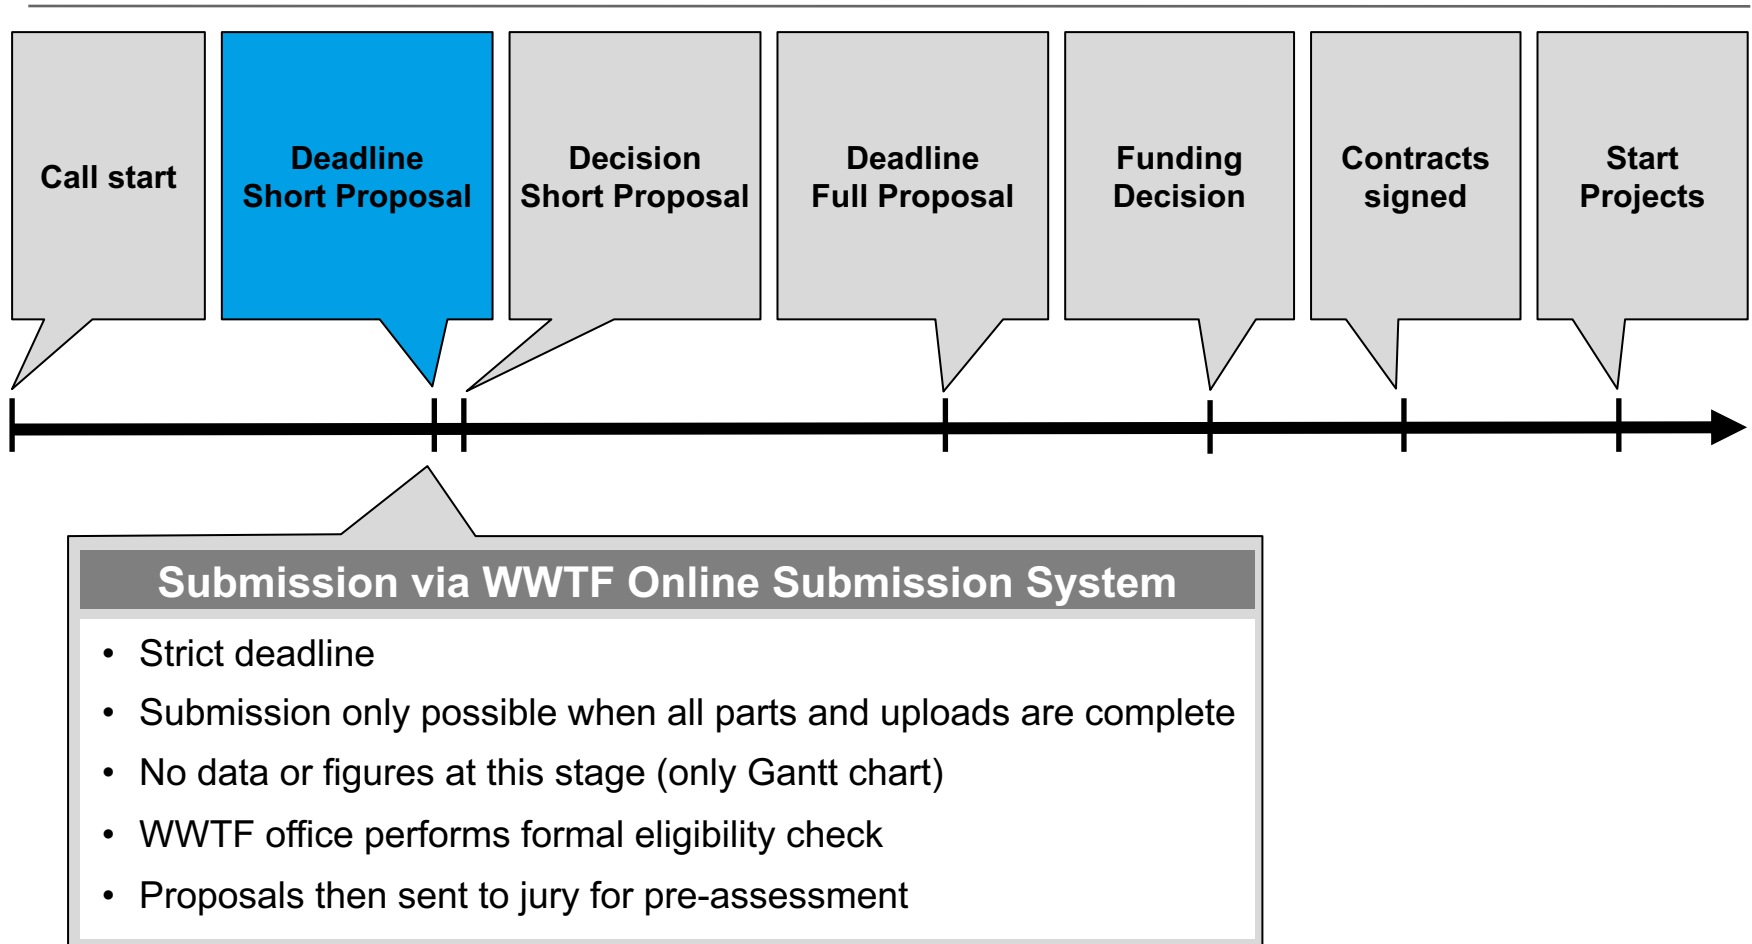 Call start
Deadline
Short Proposal
Decision
Short Proposal
Deadline
Full Proposal
Funding
Decision
Contracts
signed
Start
Projects
Submission via WWTF Online Submission System
• Strict deadline
• Submission only possible when all parts and uploads are complete
• No data or figures at this stage (only Gantt chart)
• WWTF office performs formal eligibility check
• Proposals then sent to jury for pre-assessment